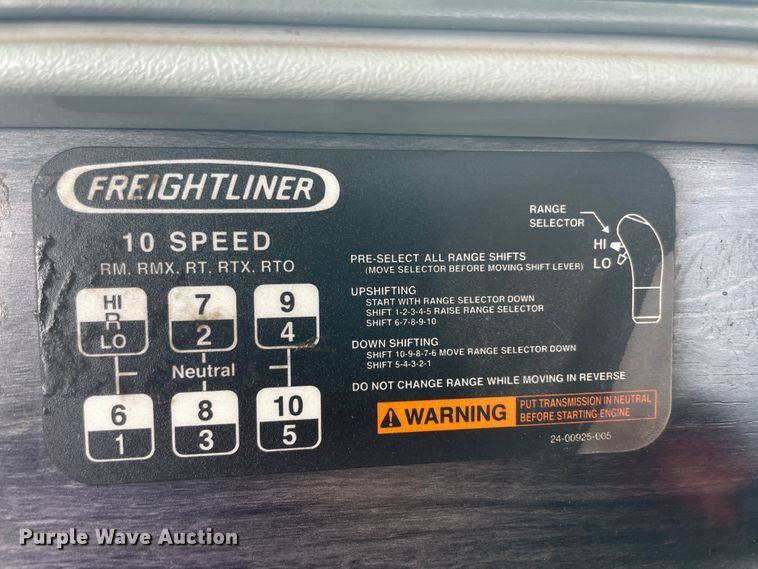 FREIGHTLINER
10 SPEED
RM, RMX, RT, RTX, RTO
HI
R
LO
7
2
9
4
Neutral
6
1
8
3
10
5
RANGE
SELECTOR
HI
LO
PRE-SELECT ALL RANGE SHIFTS
(MOVE SELECTOR BEFORE MOVING SHIFT LEVER)
UPSHIFTING
START WITH RANGE SELECTOR DOWN
SHIFT 1-2-3-4-5 RAISE RANGE SELECTOR
SHIFT 6-7-8-9-10
DOWN SHIFTING
SHIFT 10-9-8-7-6 MOVE RANGE SELECTOR DOWN
SHIFT 5-4-3-2-1
DO NOT CHANGE RANGE WHILE MOVING IN REVERSE
WARNING
PUT TRANSMISSION IN NEUTRAL
BEFORE STARTING ENGINE
24-00925-005
Purple Wave Auction